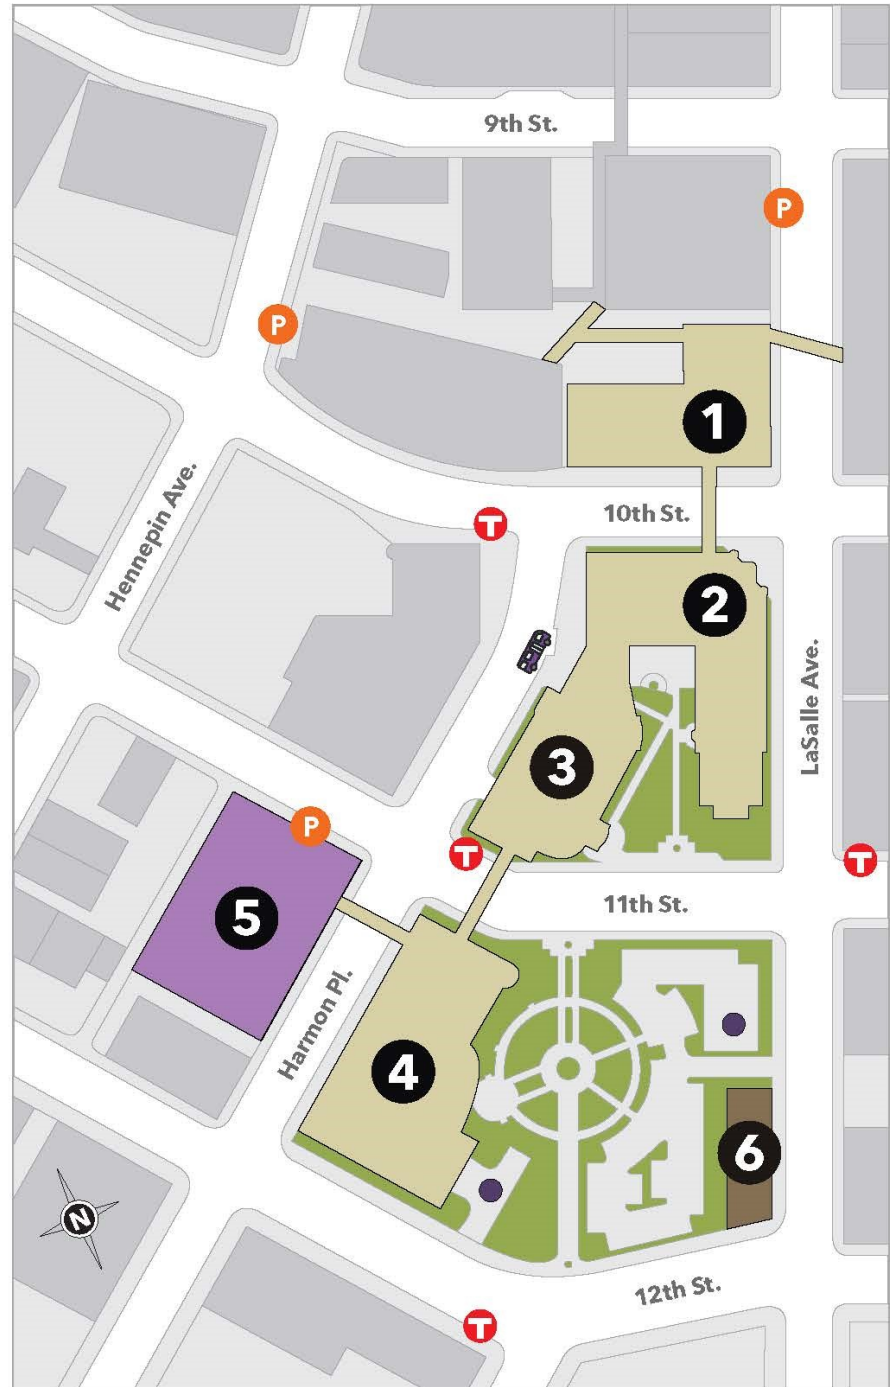 9th St.
P
P
1
10th St.
T
Hennepin Ave.
2
LaSalle Ave.
3
P
T
T
5
11th St.
Harmon Pl.
4
6
N
12th St.
T